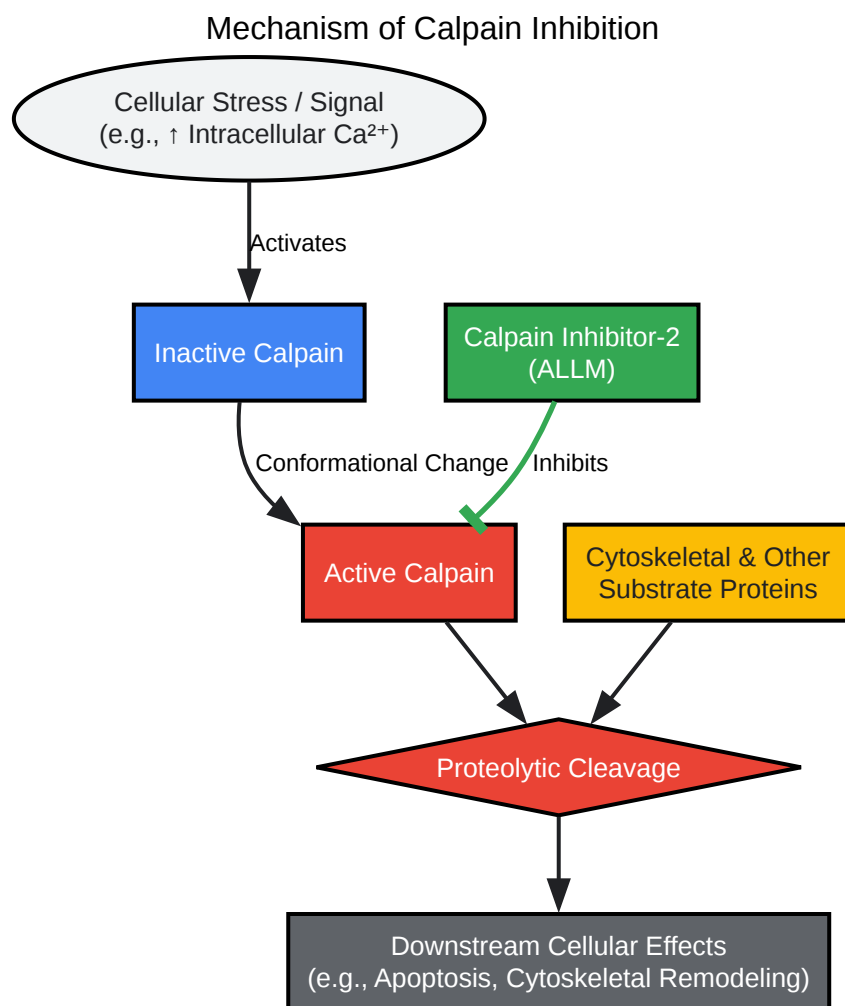 Mechanism of Calpain Inhibition
Cellular Stress / Signal
(e.g., ↑ Intracellular Ca²⁺)
Activates
Inactive Calpain
Calpain Inhibitor-2
(ALLM)
Conformational Change
Inhibits
Active Calpain
Cytoskeletal & Other
Substrate Proteins
Proteolytic Cleavage
Downstream Cellular Effects
(e.g., Apoptosis, Cytoskeletal Remodeling)